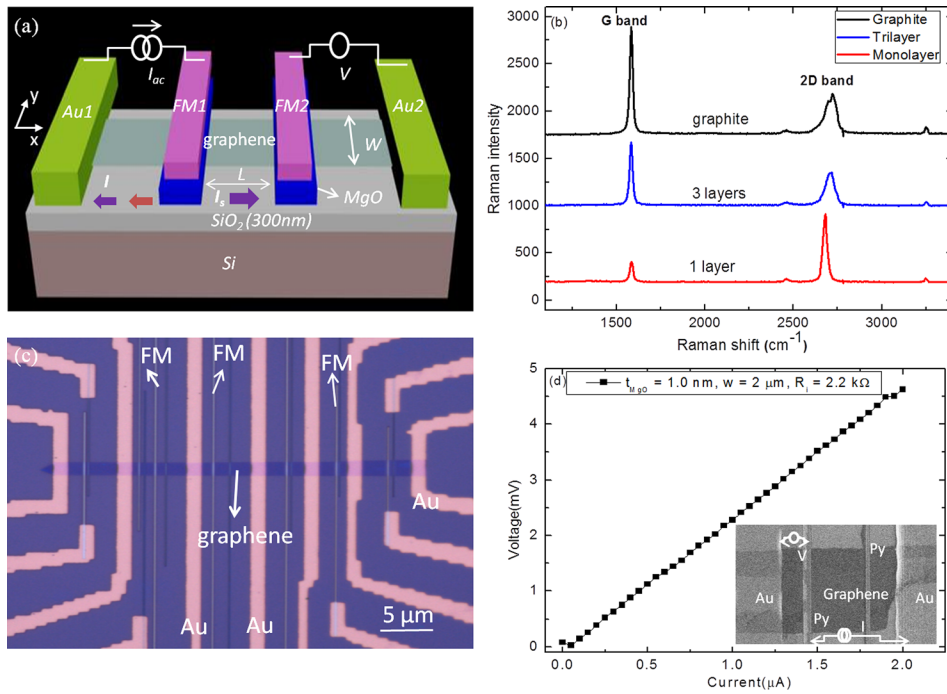 (a)
I_ac
V
Au1
FM1
FM2
Au2
y
x
graphene
W
L
I
I_s
MgO
SiO₂(300nm)
Si
(b)
G band
2D band
Graphite
Trilayer
Monolayer
graphite
3 layers
1 layer
3000
2500
2000
1500
1000
500
0
1500
2000
2500
3000
Raman intensity
Raman shift (cm⁻¹)
(c)
FM
FM
FM
graphene
Au
Au
Au
5 μm
(d)
t_MgO = 1.0 nm, w = 2 μm, R_i = 2.2 kΩ
5
4
3
2
1
0
0.0
0.5
1.0
1.5
2.0
Voltage(mV)
Current(μA)
V
Py
Au
Graphene
Au
Py
I